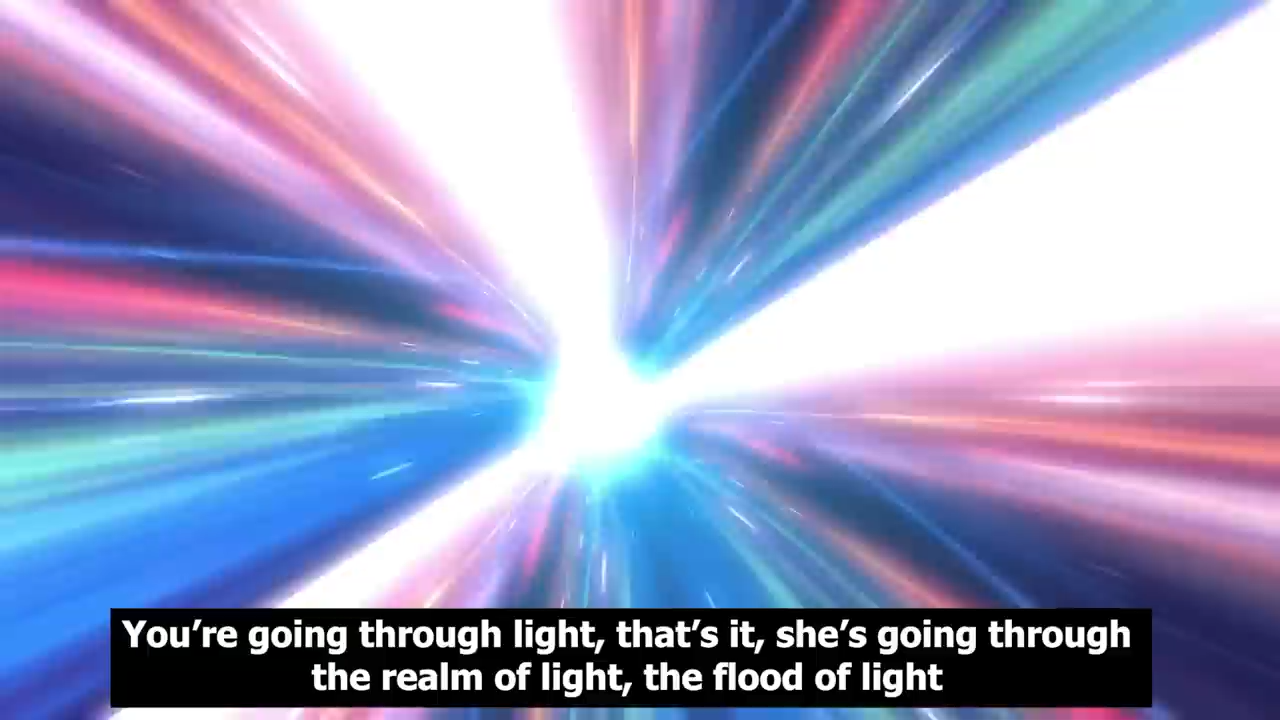 You’re going through light, that’s it, she’s going through
the realm of light, the flood of light